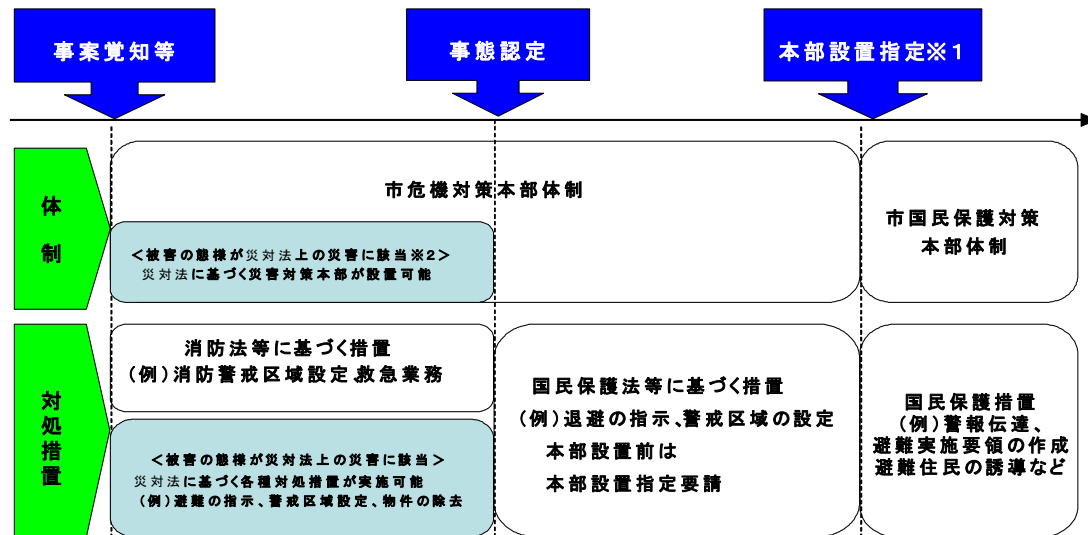 事案覚知等
事態認定
本部設置指定※1
体
制
市危機対策本部体制
<被害の態様が災対法上の災害に該当※2>
災対法に基づく災害対策本部が設置可能
市国民保護対策
本部体制
対
処
措
置
消防法等に基づく措置
(例)消防警戒区域設定、救急業務
<被害の態様が災対法上の災害に該当>
災対法に基づく各種対処措置が実施可能
(例)避難の指示、警戒区域設定、物件の除去
国民保護法等に基づく措置
(例)退避の指示、警戒区域の設定
本部設置前は
本部設置指定要請
国民保護措置
(例)警報伝達、
避難実施要領の作成
避難住民の誘導など